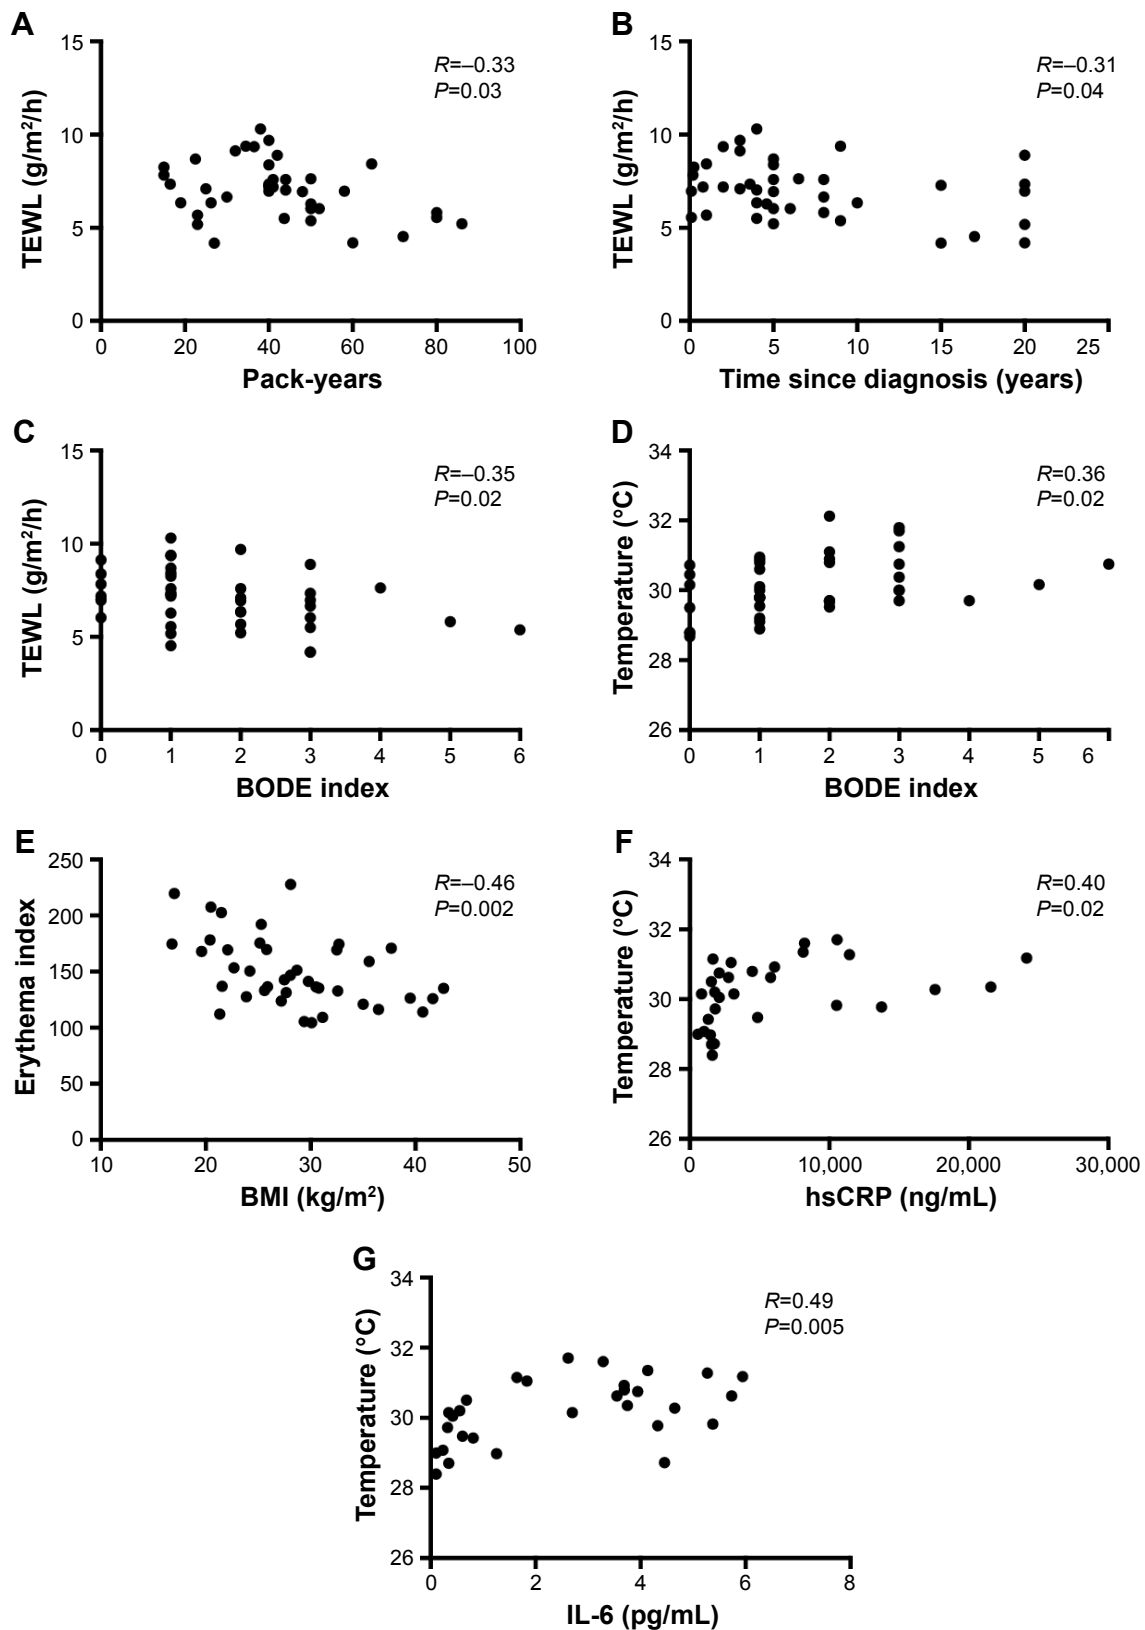 A
R=–0.33
P=0.03
TEWL (g/m²/h)
15
10
5
0
0 20 40 60 80 100
Pack-years
B
R=–0.31
P=0.04
TEWL (g/m²/h)
15
10
5
0
0 5 10 15 20 25
Time since diagnosis (years)
C
R=–0.35
P=0.02
TEWL (g/m²/h)
15
10
5
0
0 1 2 3 4 5 6
BODE index
D
R=0.36
P=0.02
Temperature (°C)
34
32
30
28
26
0 1 2 3 4 5 6
BODE index
E
R=–0.46
P=0.002
Erythema index
250
200
150
100
50
0
10 20 30 40 50
BMI (kg/m²)
F
R=0.40
P=0.02
Temperature (°C)
34
32
30
28
26
0 10,000 20,000 30,000
hsCRP (ng/mL)
G
R=0.49
P=0.005
Temperature (°C)
34
32
30
28
26
0 2 4 6 8
IL-6 (pg/mL)